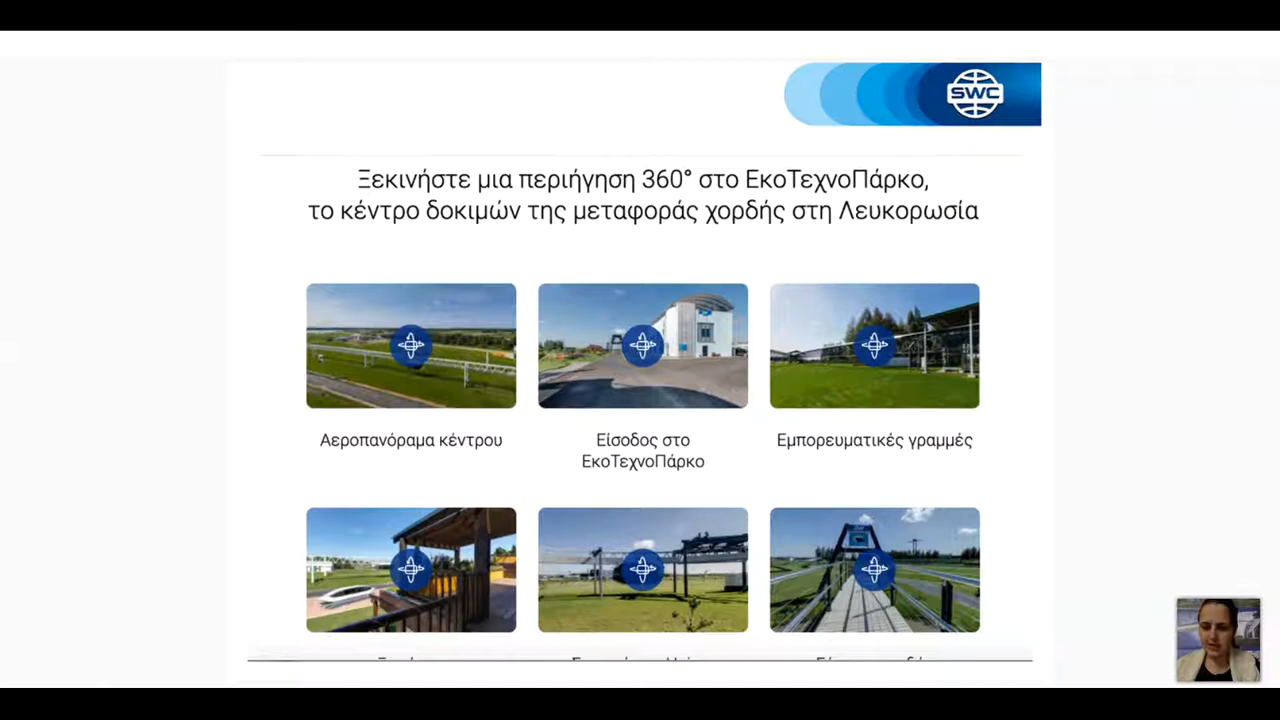 SWC
Ξεκινήστε μια περιήγηση 360° στο ΕκοΤεχνοΠάρκο,
το κέντρο δοκιμών της μεταφοράς χορδής στη Λευκορωσία
Αεροπανόραμα κέντρου
Είσοδος στο
ΕκοΤεχνοΠάρκο
Εμπορευματικές γραμμές